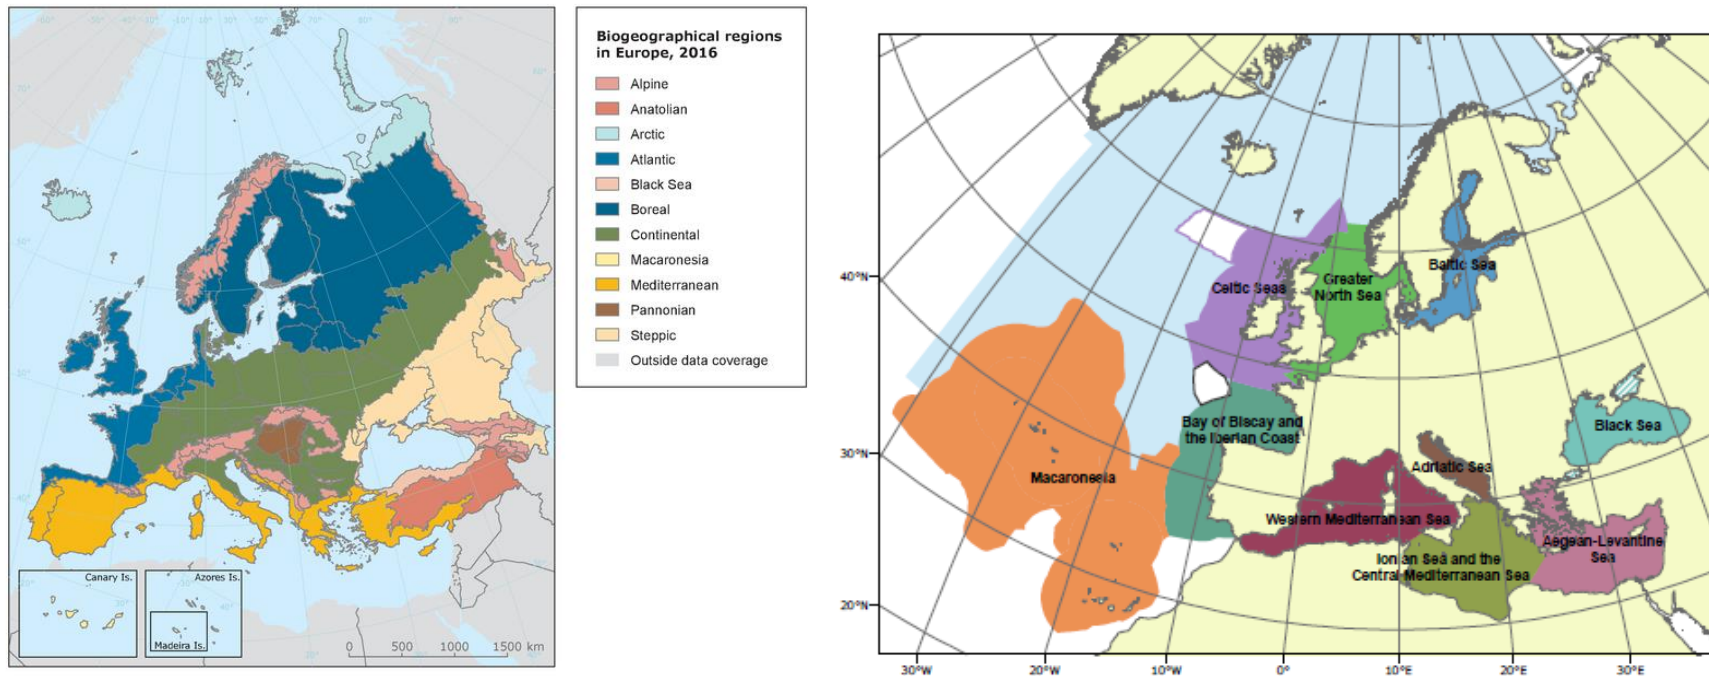 Biogeographical regions
in Europe, 2016
Alpine
Anatolian
Arctic
Atlantic
Black Sea
Boreal
Continental
Macaronesia
Mediterranean
Pannonian
Steppic
Outside data coverage
Canary Is.
Azores Is.
Madeira Is.
0 500 1000 1500 km
40°N
30°N
20°N
30°W 20°W 10°W 0° 10°E 20°E 30°E
Celtic Seas
Greater
North Sea
Baltic Sea
Bay of Biscay and
the Iberian Coast
Macaronesia
Black Sea
Adriatic Sea
Western Mediterranean Sea
Ionian Sea and the
Central Mediterranean Sea
Aegean-Levantine
Sea